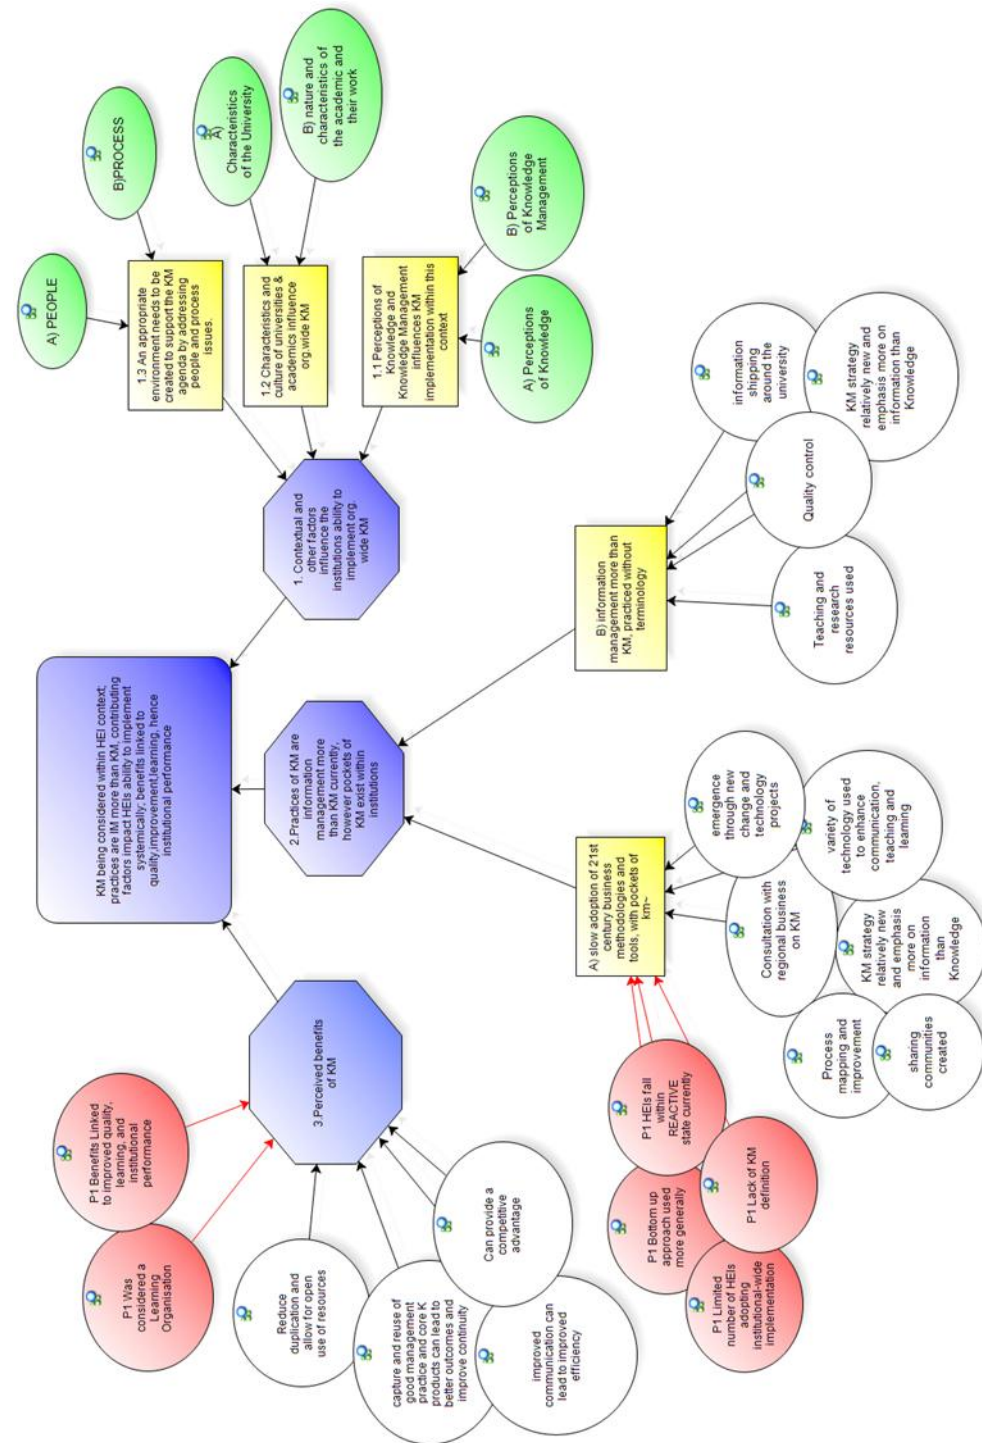 KM being considered within HEI context;
practices are IM more than KM, contributing
factors impact HEIs ability to implement
systemically; benefits linked to
quality,improvement,learning, hence
institutional performance
3.Perceived benefits
of KM
2.Practices of KM are
information
management more
than KM currently,
however pockets of
KM exist within
institutions
1. Contextual and
other factors
influence the
institutions ability to
implement org.
wide KM
P1 Was
considered a
Learning
Organisation
P1 Benefits Linked
to improved quality,
learning, and
institutional
performance
Reduce
duplication and
allow for open
use of resources
capture and reuse of
good management
practice and core K
products can lead to
better outcomes and
improve continuity
improved
communication can
lead to improved
efficiency
Can provide a
competitive
advantage
A) slow adoption of 21st
century business
methodologies and
tools, with pockets of
km~
B) information
management more than
KM, practiced without
terminology
P1 HEIs fall
within
REACTIVE
state currently
P1 Bottom up
approach used
more generally
P1 Lack of KM
definition
P1 Limited
number of HEIs
adopting
institutional-wide
implementation
Process
mapping and
improvement
sharing
communities
created
KM strategy
relatively new
and emphasis
more on
information
than
Knowledge
Consultation with
regional business
on KM
variety of
technology used
to enhance
communication,
teaching and
learning
emergence
through new
change and
technology
projects
Teaching and
research
resources used
Quality control
information
shipping
around the
university
KM strategy
relatively new and
emphasis more on
information than
Knowledge
1.3 An appropriate
environment needs to be
created to support the KM
agenda by addressing
people and process
issues.
1.2 Characteristics and
culture of universities &
academics influence
org.wide KM
1.1 Perceptions of
Knowledge and
Knowledge Management
influences KM
implementation within this
context
A) PEOPLE
B)PROCESS
A)
Characteristics
of the University
B) nature and
characteristics of
the academic and
their work
A) Perceptions
of Knowledge
B) Perceptions
of Knowledge
Management